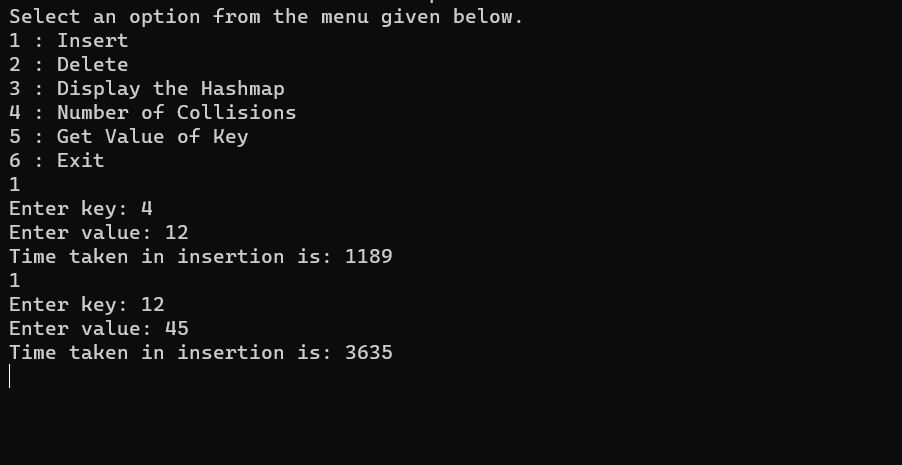 Select an option from the menu given below.
1 : Insert
2 : Delete
3 : Display the Hashmap
4 : Number of Collisions
5 : Get Value of Key
6 : Exit
1
Enter key: 4
Enter value: 12
Time taken in insertion is: 1189
1
Enter key: 12
Enter value: 45
Time taken in insertion is: 3635